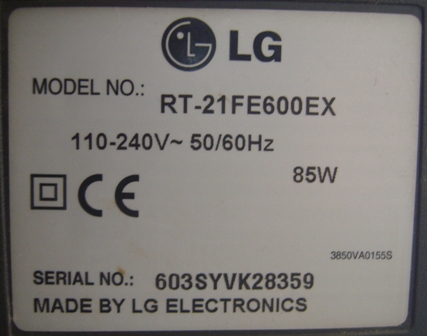 LG
MODEL NO.: RT-21FE600EX
110-240V~ 50/60Hz
85W
CE
3850VA0155S
SERIAL NO.: 603SYVK28359
MADE BY LG ELECTRONICS